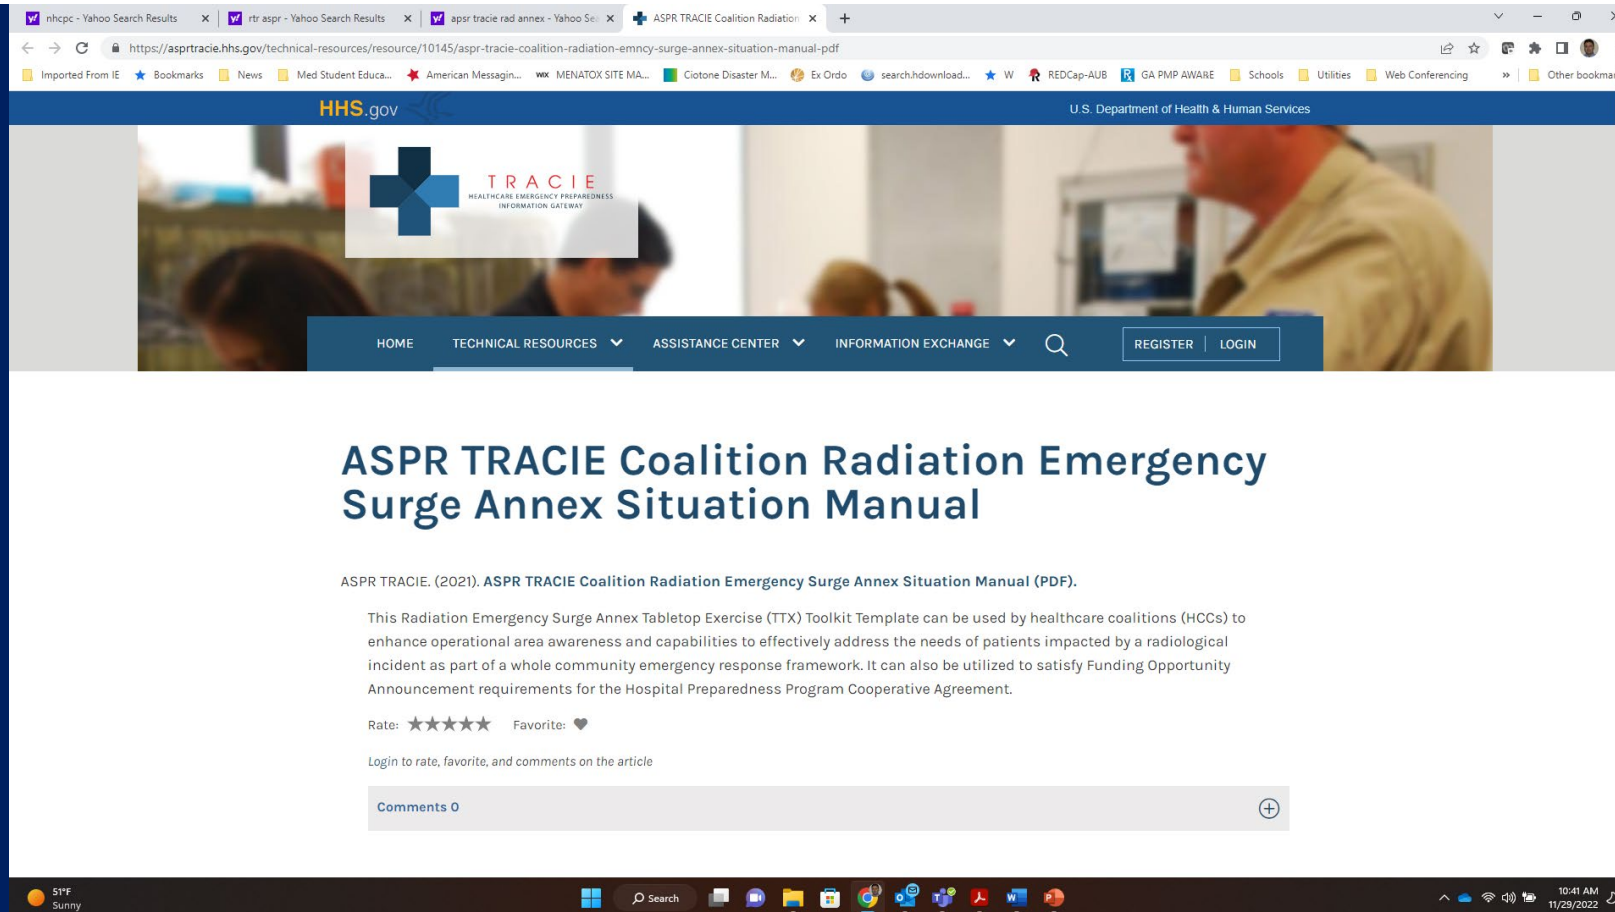 nhcpc - Yahoo Search Results
rtr aspr - Yahoo Search Results
apsr tracie rad annex - Yahoo Se
ASPR TRACIE Coalition Radiation
https://asprtracie.hhs.gov/technical-resources/resource/10145/aspr-tracie-coalition-radiation-emncy-surge-annex-situation-manual-pdf
Imported From IE Bookmarks News Med Student Educa... American Messagin... WIX MENATOX SITE MA... Ciotone Disaster M... Ex Ordo search.hdownload... W REDCap-AUB GA PMP AWARE Schools Utilities Web Conferencing » Other bookmar
HHS.gov U.S. Department of Health & Human Services
TRACIE
HEALTHCARE EMERGENCY PREPAREDNESS
INFORMATION GATEWAY
HOME TECHNICAL RESOURCES ASSISTANCE CENTER INFORMATION EXCHANGE REGISTER | LOGIN
ASPR TRACIE Coalition Radiation Emergency
Surge Annex Situation Manual
ASPR TRACIE. (2021). ASPR TRACIE Coalition Radiation Emergency Surge Annex Situation Manual (PDF).
This Radiation Emergency Surge Annex Tabletop Exercise (TTX) Toolkit Template can be used by healthcare coalitions (HCCs) to
enhance operational area awareness and capabilities to effectively address the needs of patients impacted by a radiological
incident as part of a whole community emergency response framework. It can also be utilized to satisfy Funding Opportunity
Announcement requirements for the Hospital Preparedness Program Cooperative Agreement.
Rate: Favorite:
Login to rate, favorite, and comments on the article
Comments 0
51°F
Sunny
Search
10:41 AM
11/29/2022